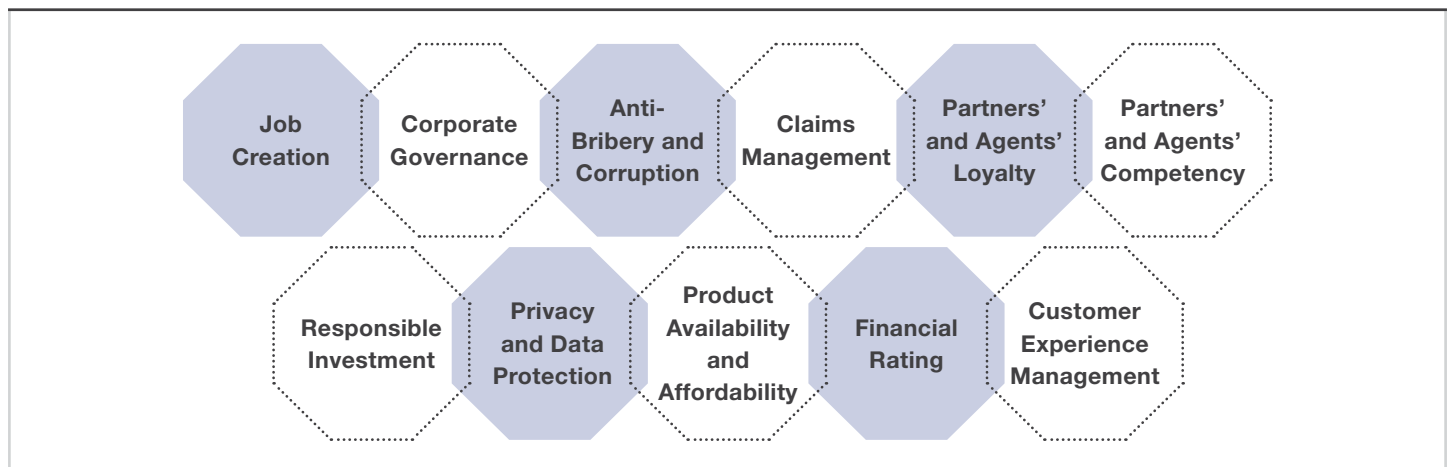 Job
Creation
Corporate
Governance
Anti-
Bribery and
Corruption
Claims
Management
Partners’
and Agents’
Loyalty
Partners’
and Agents’
Competency
Responsible
Investment
Privacy
and Data
Protection
Product
Availability
and
Affordability
Financial
Rating
Customer
Experience
Management